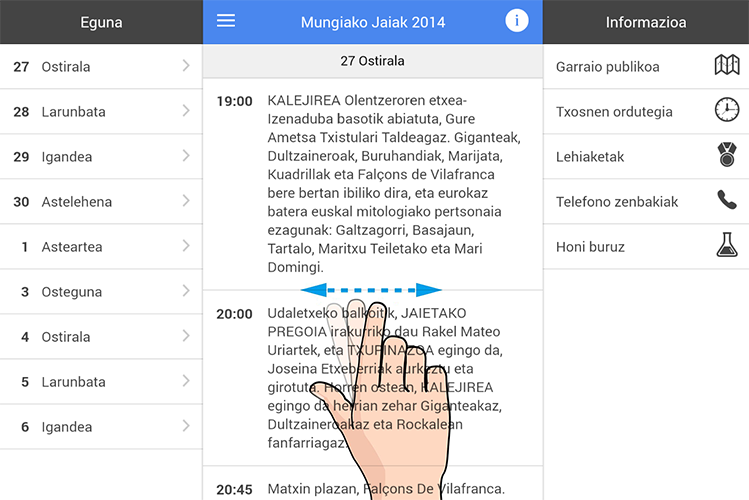 Eguna
27 Ostirala
28 Larunbata
29 Igandea
30 Astelehena
1 Asteartea
3 Osteguna
4 Ostirala
5 Larunbata
6 Igandea
Mungiako Jaiak 2014
27 Ostirala
19:00 KALEJIREA Olentzeroren etxea-
Izenaduba basotik abiatuta, Gure
Ametsa Txistulari Taldeagaz. Giganteak,
Dultzaineroak, Buruhandiak, Marijata,
Kuadrillak eta Falçons de Vilafranca
bere bertan ibiliko dira, eta eurokaz
batera euskal mitologiako pertsonaia
ezagunak: Galtzagorri, Basajaun,
Tartalo, Maritxu Teiletako eta Mari
Domingi.
20:00 Udaletxeko balkoitik, JAIETAKO
PREGOIA irakurriko dau Rakel Mateo
Uriartek, eta TXUPINAZOA egingo da,
Joseina Etxeberriak aurkeztu eta
girotuta. Horren ostean, KALEJIREA
egingo da herrian zehar Giganteakaz,
Dultzaineroakaz eta Rockalean
fanfarriagaz.
20:45 Matxin plazan, Falçons De Vilafranca.
Informazioa
Garraio publikoa
Txosnen ordutegia
Lehiaketak
Telefono zenbakiak
Honi buruz